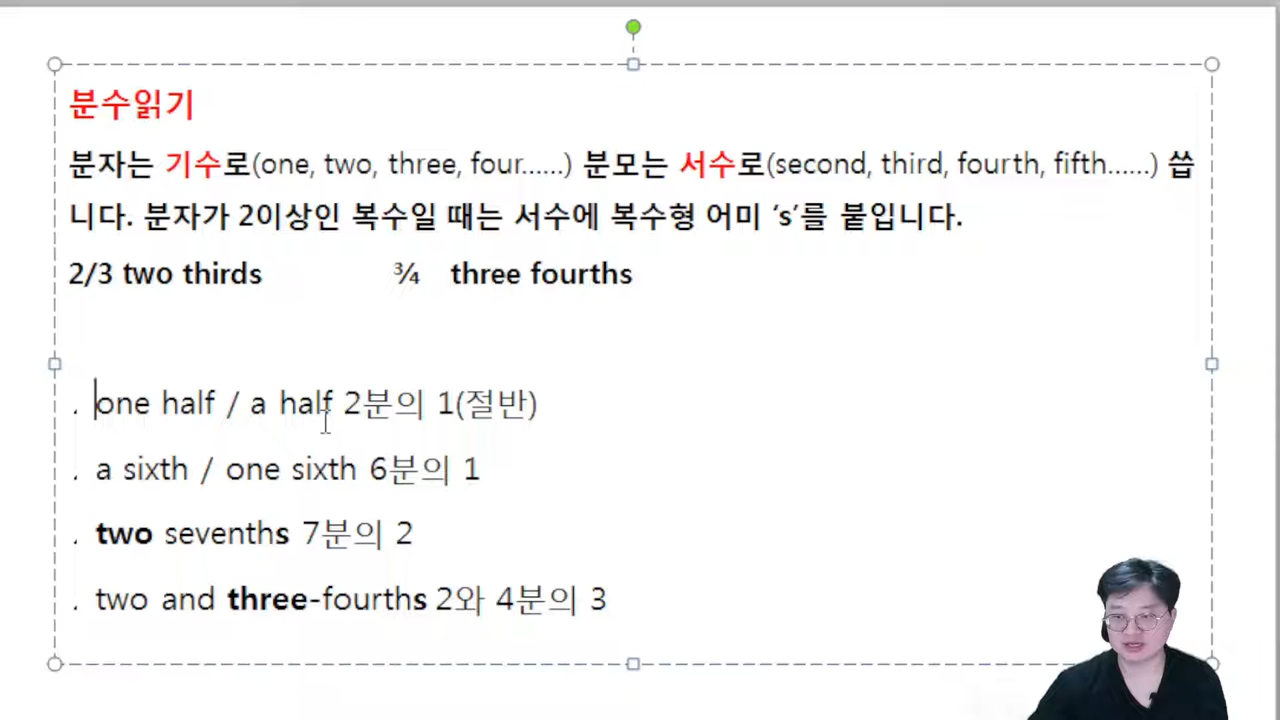 분수읽기
분자는 기수로(one, two, three, four......) 분모는 서수로(second, third, fourth, fifth......) 씁
니다. 분자가 2이상인 복수일 때는 서수에 복수형 어미 ‘s’를 붙입니다.
2/3 two thirds ¾ three fourths
. one half / a half 2분의 1(절반)
. a sixth / one sixth 6분의 1
. two sevenths 7분의 2
. two and three-fourths 2와 4분의 3